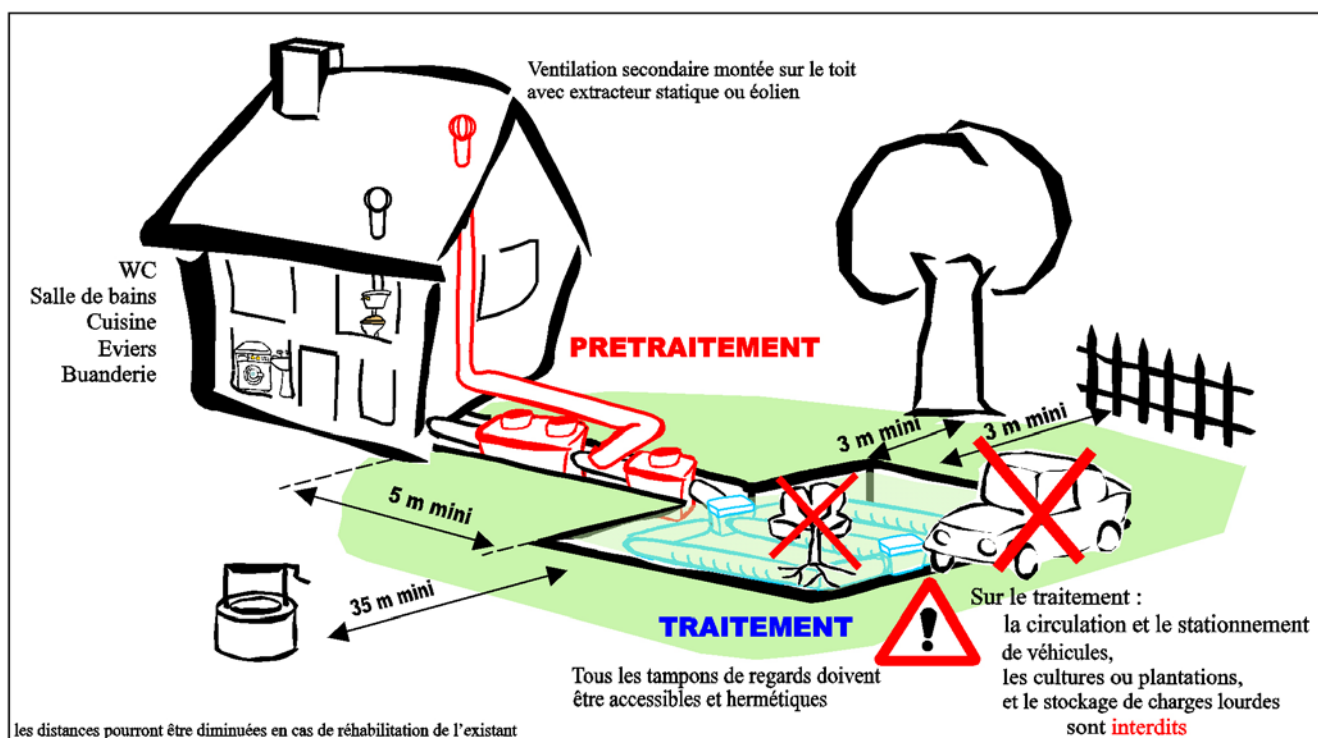 Ventilation secondaire montée sur le toit
avec extracteur statique ou éolien
WC
Salle de bains
Cuisine
Eviers
Buanderie
PRETRAITEMENT
3 m mini
3 m mini
5 m mini
35 m mini
TRAITEMENT
Sur le traitement :
la circulation et le stationnement
de véhicules,
les cultures ou plantations,
et le stockage de charges lourdes
sont interdits
Tous les tampons de regards doivent
être accessibles et hermétiques
les distances pourront être diminuées en cas de réhabilitation de l'existant